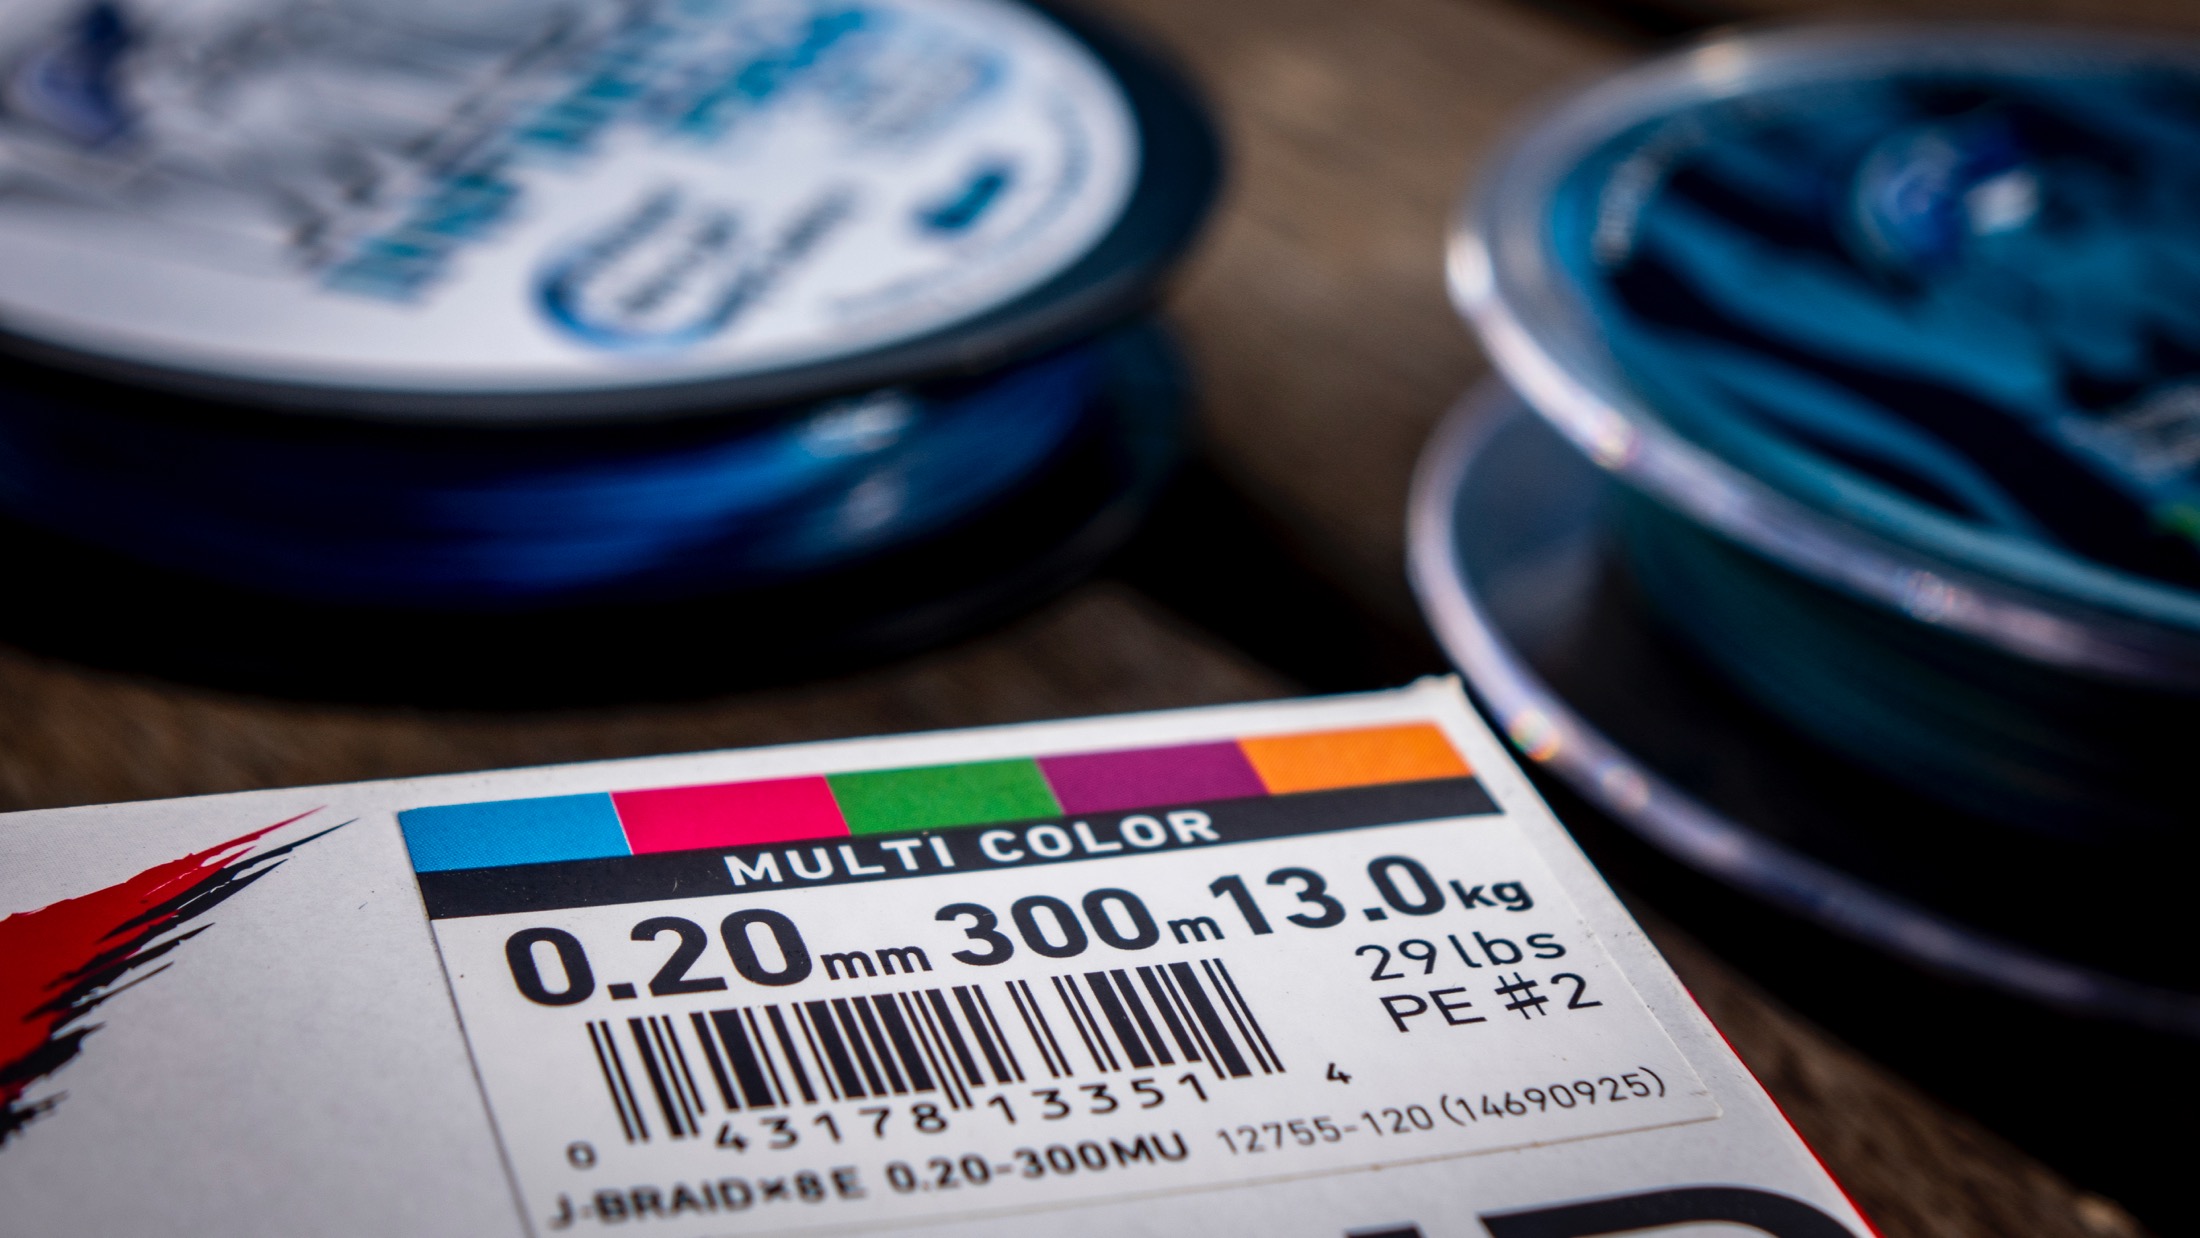 MULTI COLOR
0.20mm 300m 13.0kg
29lbs
PE #2
0 43178 13351 4
J-BRAID×8E 0.20-300MU 12755-120 (14690925)